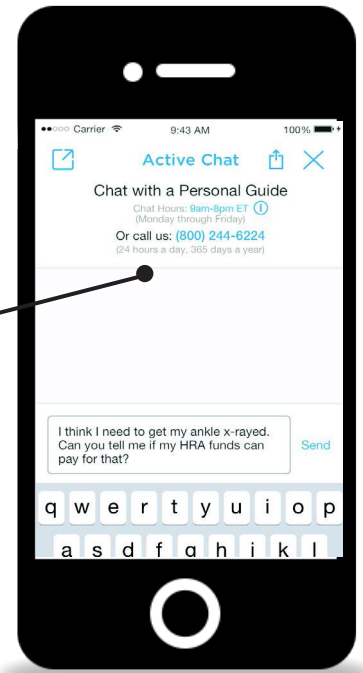 Carrier 9:43 AM 100%
Active Chat
Chat with a Personal Guide
Chat Hours: 9am-8pm ET
(Monday through Friday)
Or call us: (800) 244-6224
(24 hours a day, 365 days a year)
I think I need to get my ankle x-rayed.
Can you tell me if my HRA funds can
pay for that?
Send
q w e r t y u i o p
a s d f g h j k l